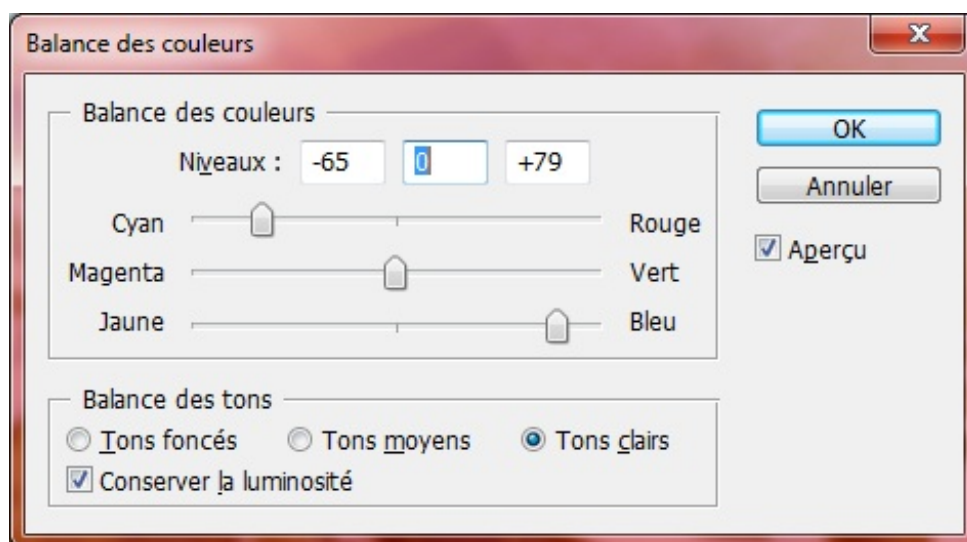 Balance des couleurs
Balance des couleurs
Niveaux : -65 0 +79
Cyan Rouge
Magenta Vert
Jaune Bleu
OK
Annuler
Aperçu
Balance des tons
Tons foncés Tons moyens Tons clairs
Conserver la luminosité